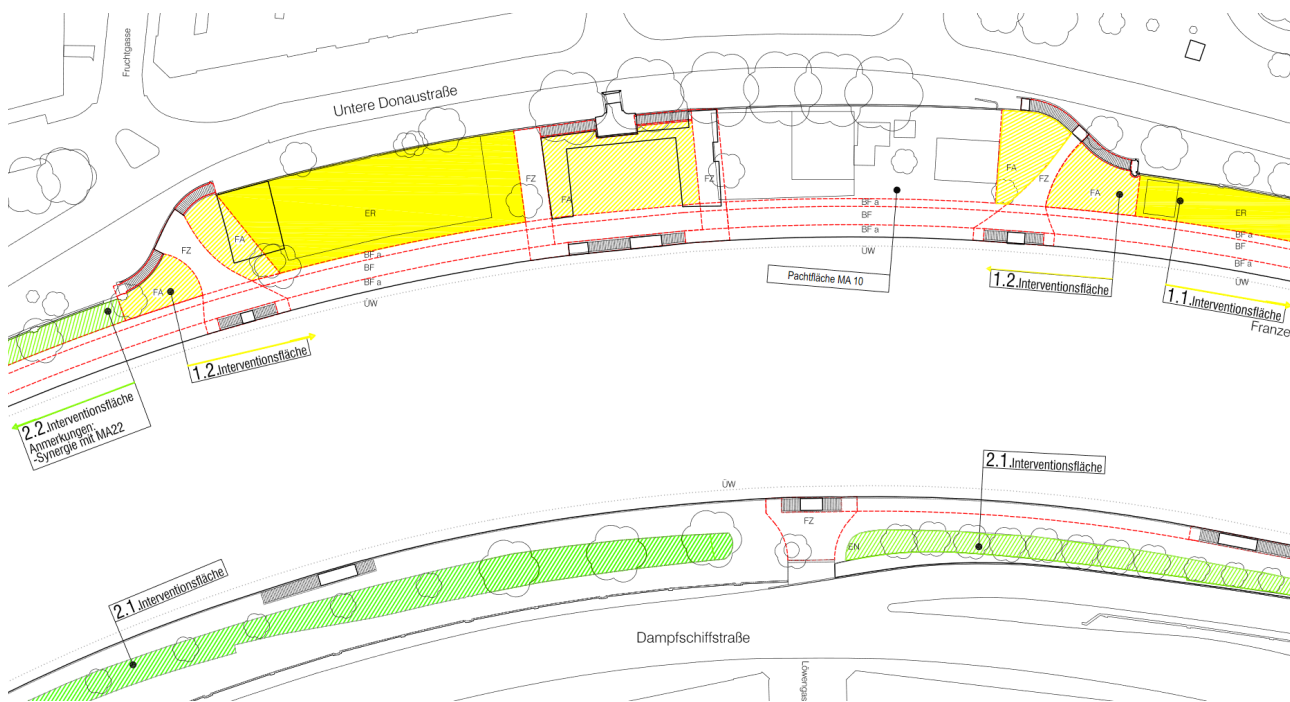 Fruchtgasse
Untere Donaustraße
FZ
FA
FZ
FA
ER
FA
FZ
FA
FZ
FA
ER
BF a
BF
BF a
BF a
BF
BF a
BF a
BF
BF a
ÜW
ÜW
ÜW
Pachtfläche MA 10
1.2.Interventionsfläche
1.1.Interventionsfläche
Franze
1.2.Interventionsfläche
2.2.Interventionsfläche
Anmerkungen:
-Synergie mit MA22
2.1.Interventionsfläche
ÜW
FZ
EN
2.1.Interventionsfläche
Dampfschiffstraße
Löwengas